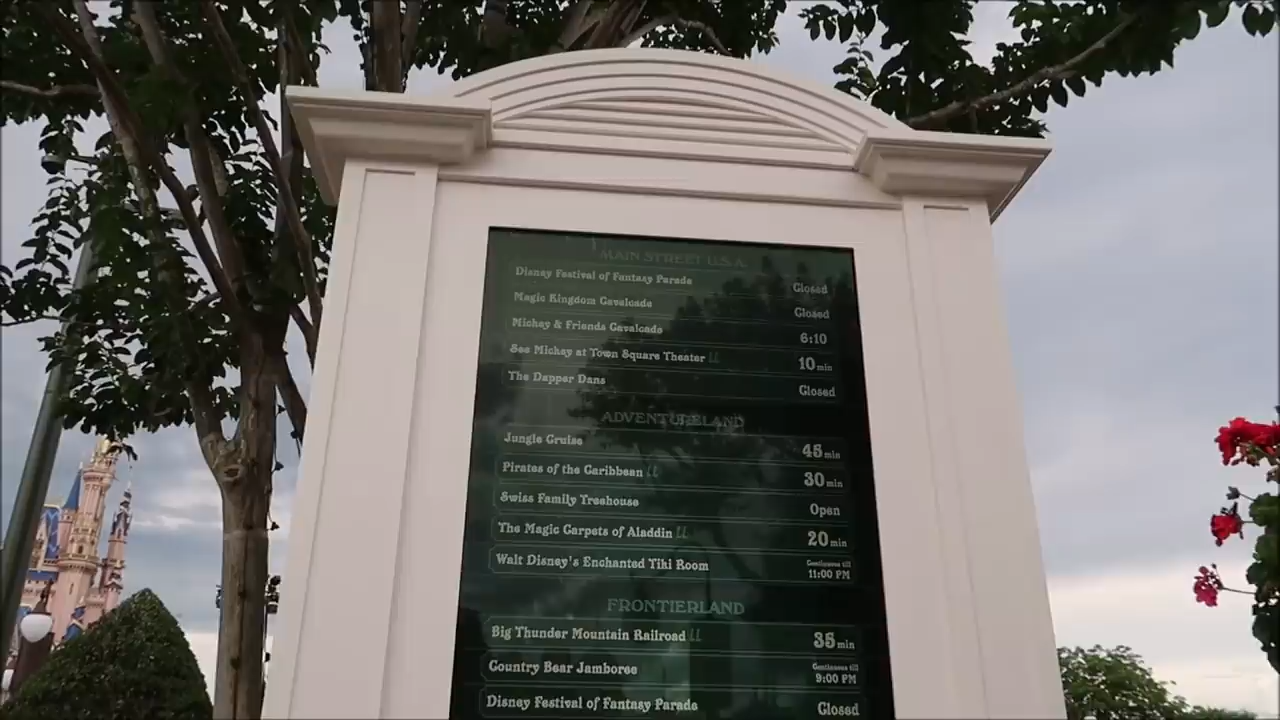 MAIN STREET U.S.A.
Disney Festival of Fantasy Parade Closed
Magic Kingdom Cavalcade Closed
Mickey & Friends Cavalcade 6:10
See Mickey at Town Square Theater LL 10 min
The Dapper Dans Closed
ADVENTURELAND
Jungle Cruise 45 min
Pirates of the Caribbean LL 30 min
Swiss Family Treehouse Open
The Magic Carpets of Aladdin LL 20 min
Walt Disney's Enchanted Tiki Room Continuous till 11:00 PM
FRONTIERLAND
Big Thunder Mountain Railroad LL 35 min
Country Bear Jamboree Continuous till 9:00 PM
Disney Festival of Fantasy Parade Closed